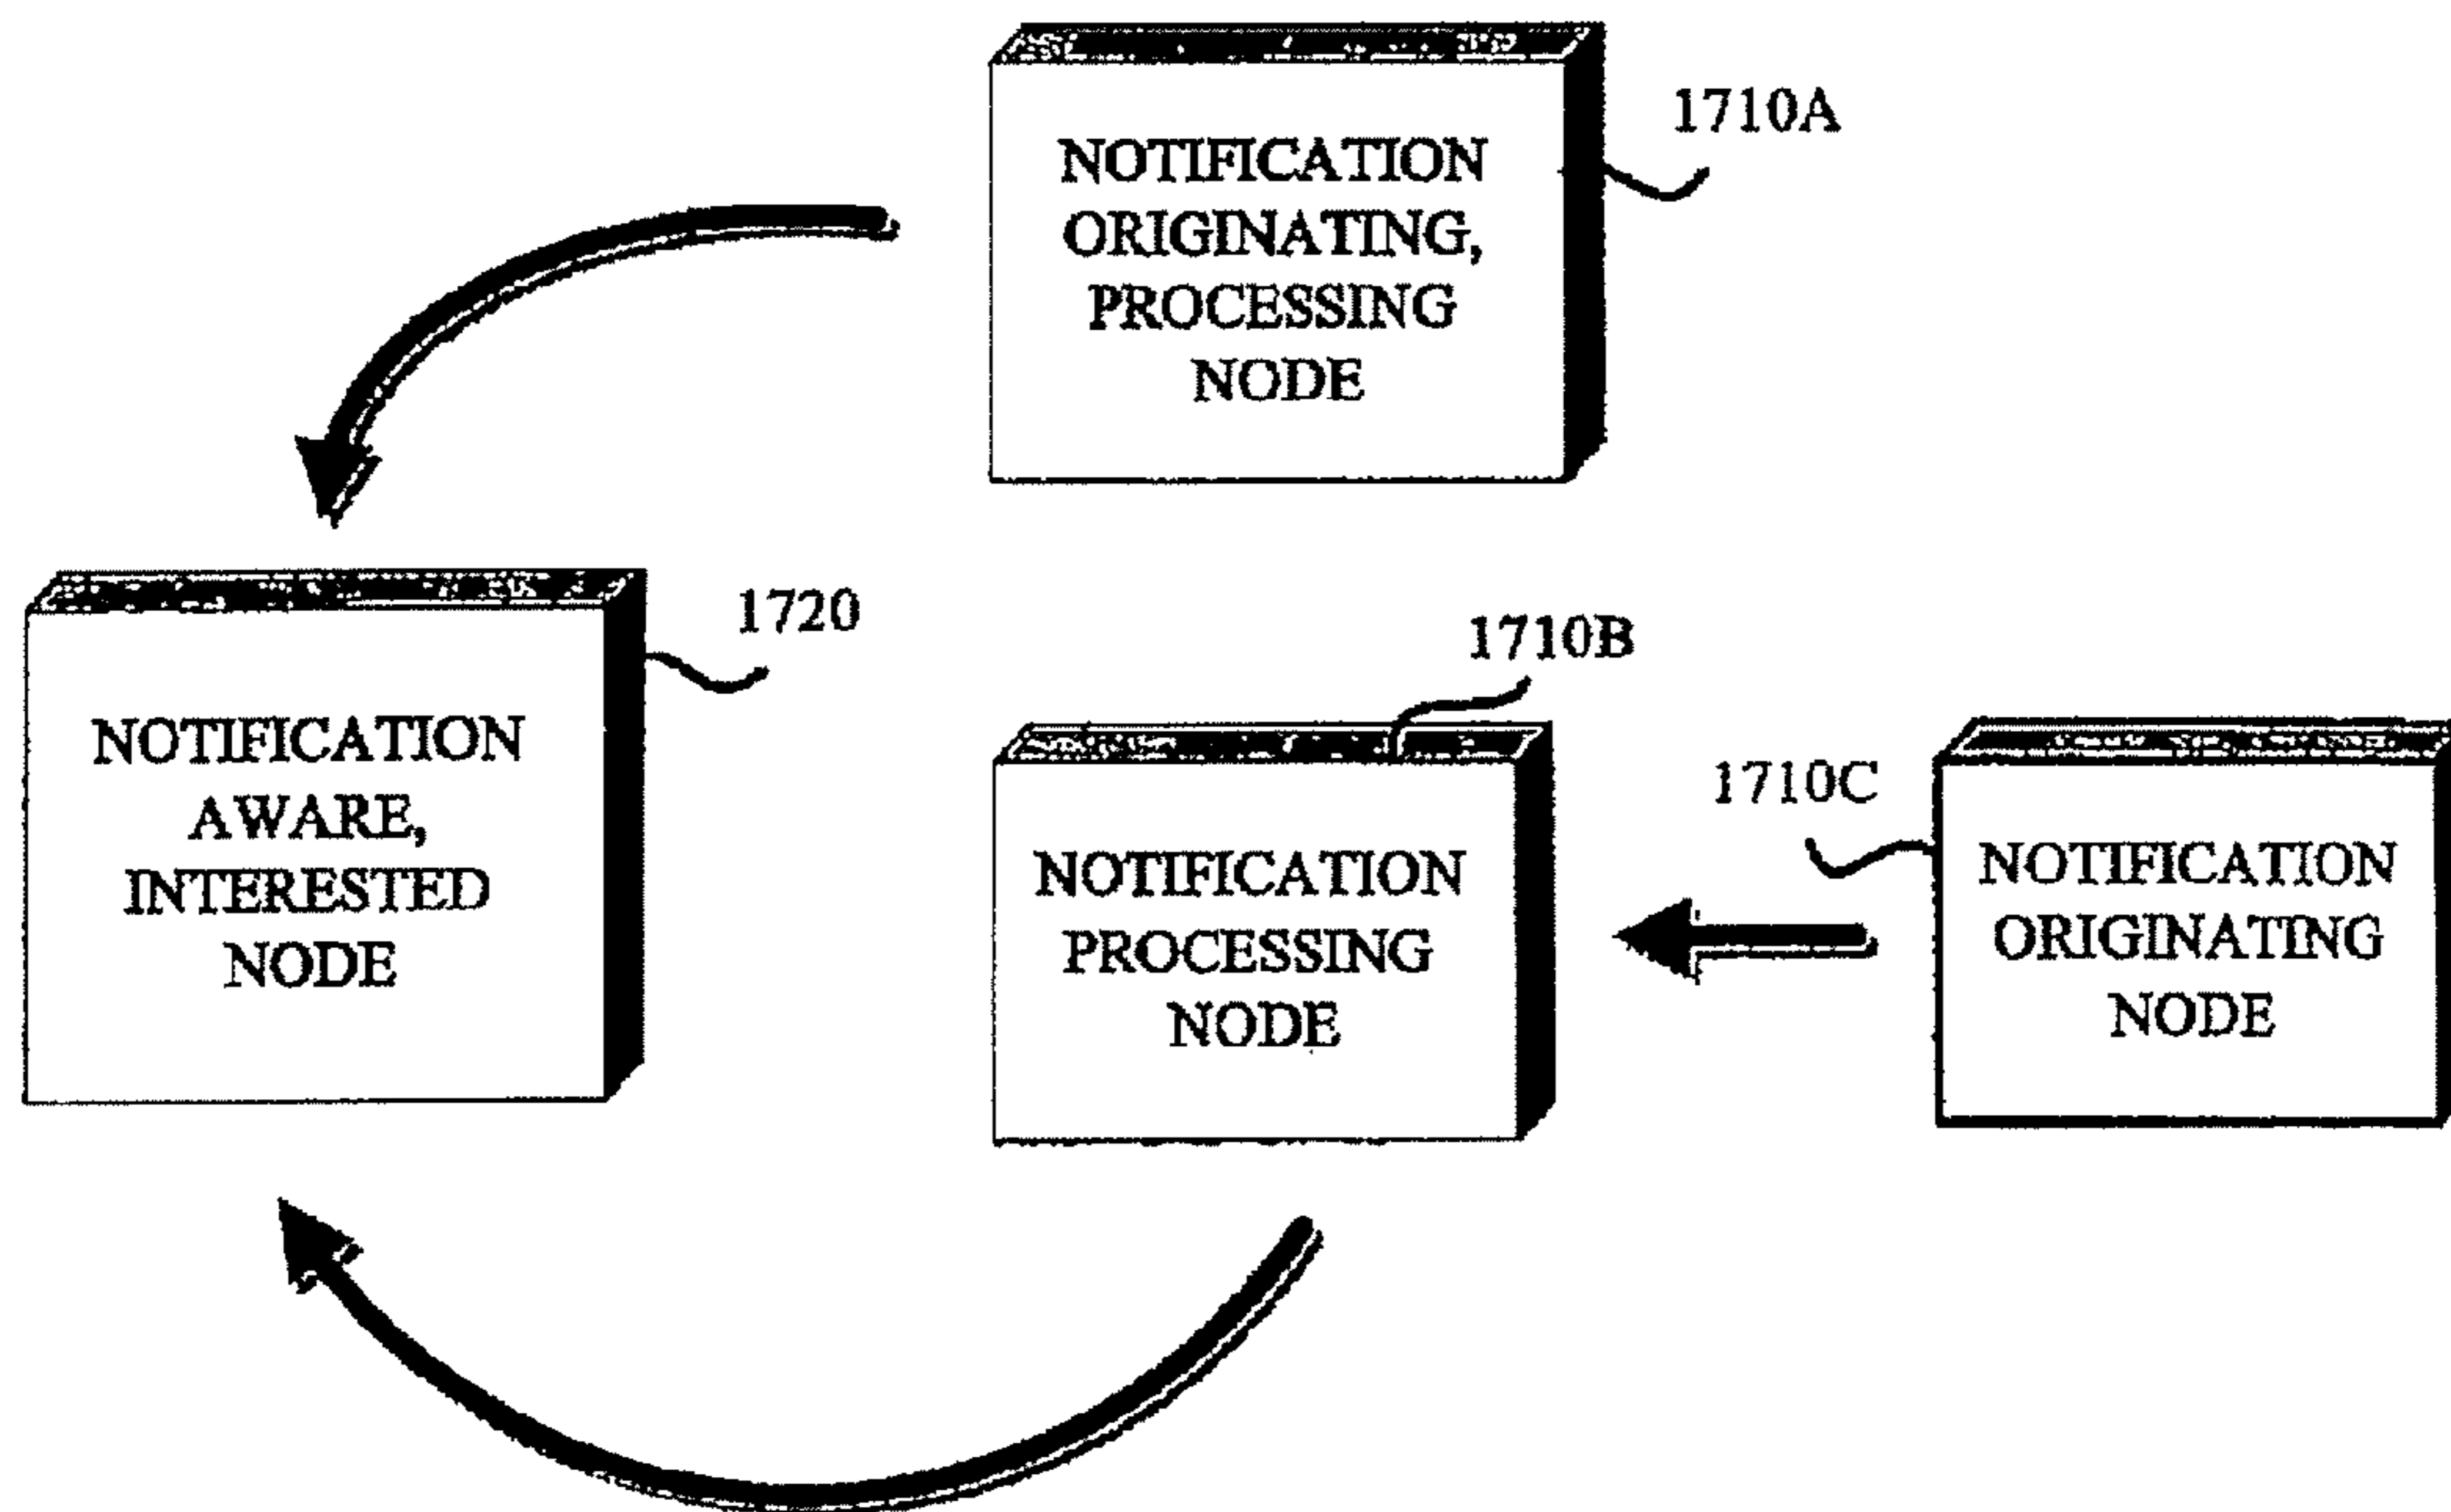 NOTIFICATION
ORIGINATING,
PROCESSING
NODE
1710A
NOTIFICATION
AWARE,
INTERESTED
NODE
1720
1710B
NOTIFICATION
PROCESSING
NODE
1710C
NOTIFICATION
ORIGINATING
NODE